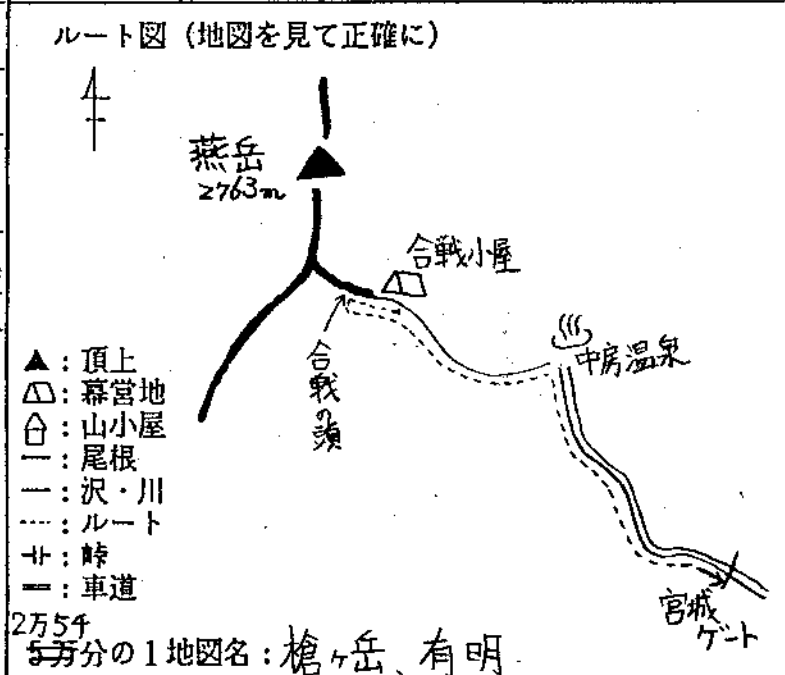 ルート図（地図を見て正確に）
燕岳
2763m
合戦小屋
合戦の頭
中房温泉
宮城
ゲート
▲：頂上
：幕営地
：山小屋
—：尾根
—：沢・川
----：ルート
：峠
＝：車道
2万5千
5万分の1地図名：槍ヶ岳、有明